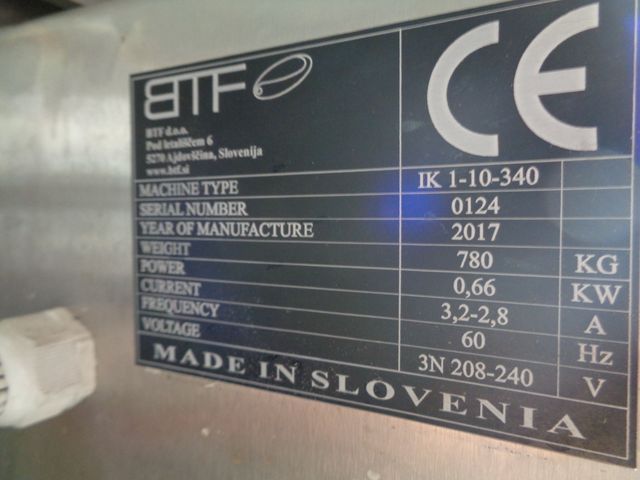 BTF
BTF d.o.o.
Pod letališčem 6
5270 Ajdovščina, Slovenija
www.btf.si
CE
MACHINE TYPE IK 1-10-340
SERIAL NUMBER 0124
YEAR OF MANUFACTURE 2017
WEIGHT 780 KG
POWER 0,66 KW
CURRENT 3,2-2,8 A
FREQUENCY 60 Hz
VOLTAGE 3N 208-240 V
MADE IN SLOVENIA